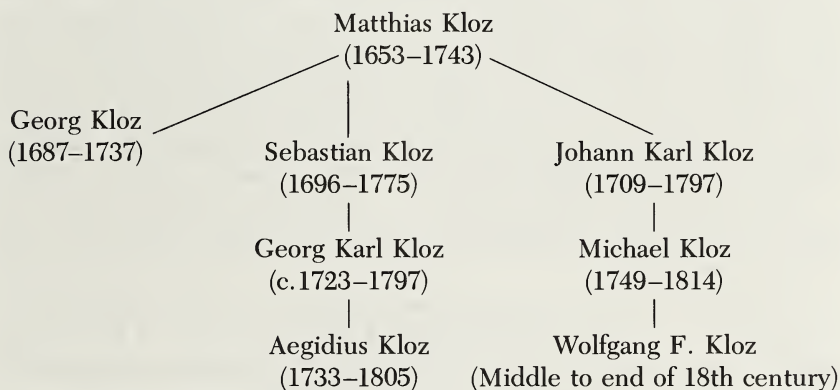 Matthias Kloz
(1653–1743)
Georg Kloz
(1687–1737)
Sebastian Kloz
(1696–1775)
Johann Karl Kloz
(1709–1797)
Georg Karl Kloz
(c.1723–1797)
Michael Kloz
(1749–1814)
Aegidius Kloz
(1733–1805)
Wolfgang F. Kloz
(Middle to end of 18th century)